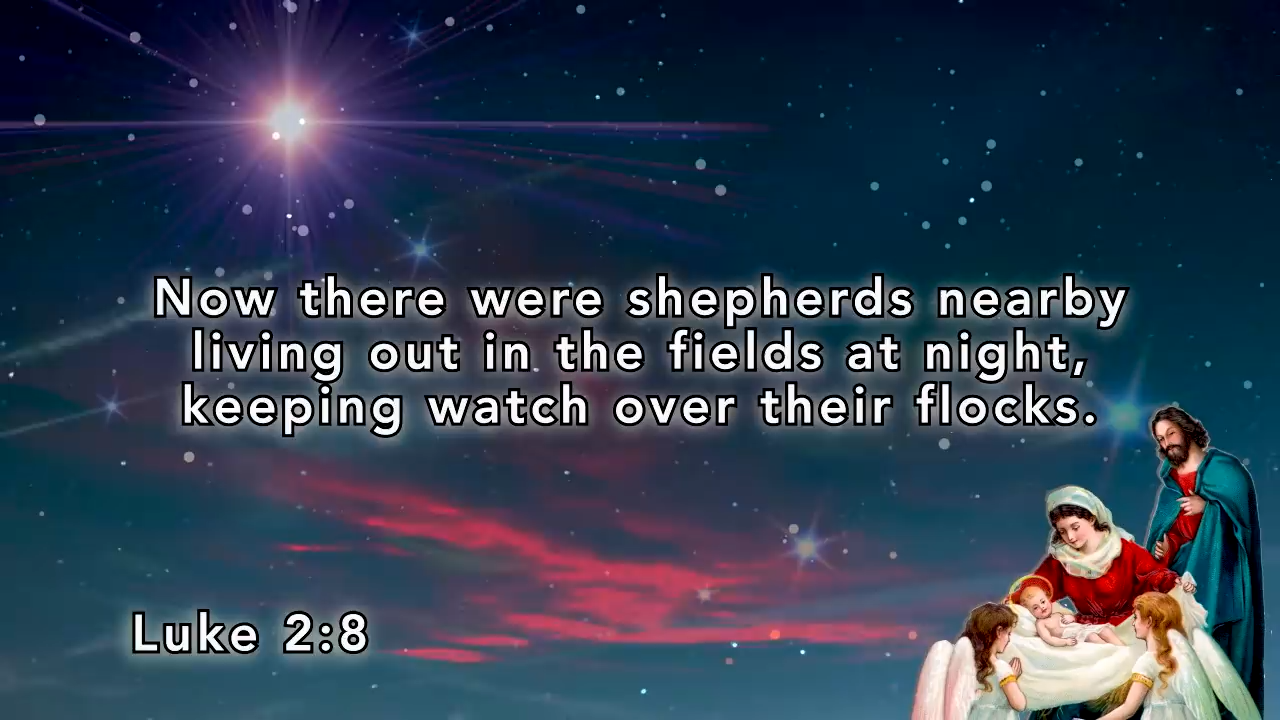 Now there were shepherds nearby
living out in the fields at night,
keeping watch over their flocks.
Luke 2:8